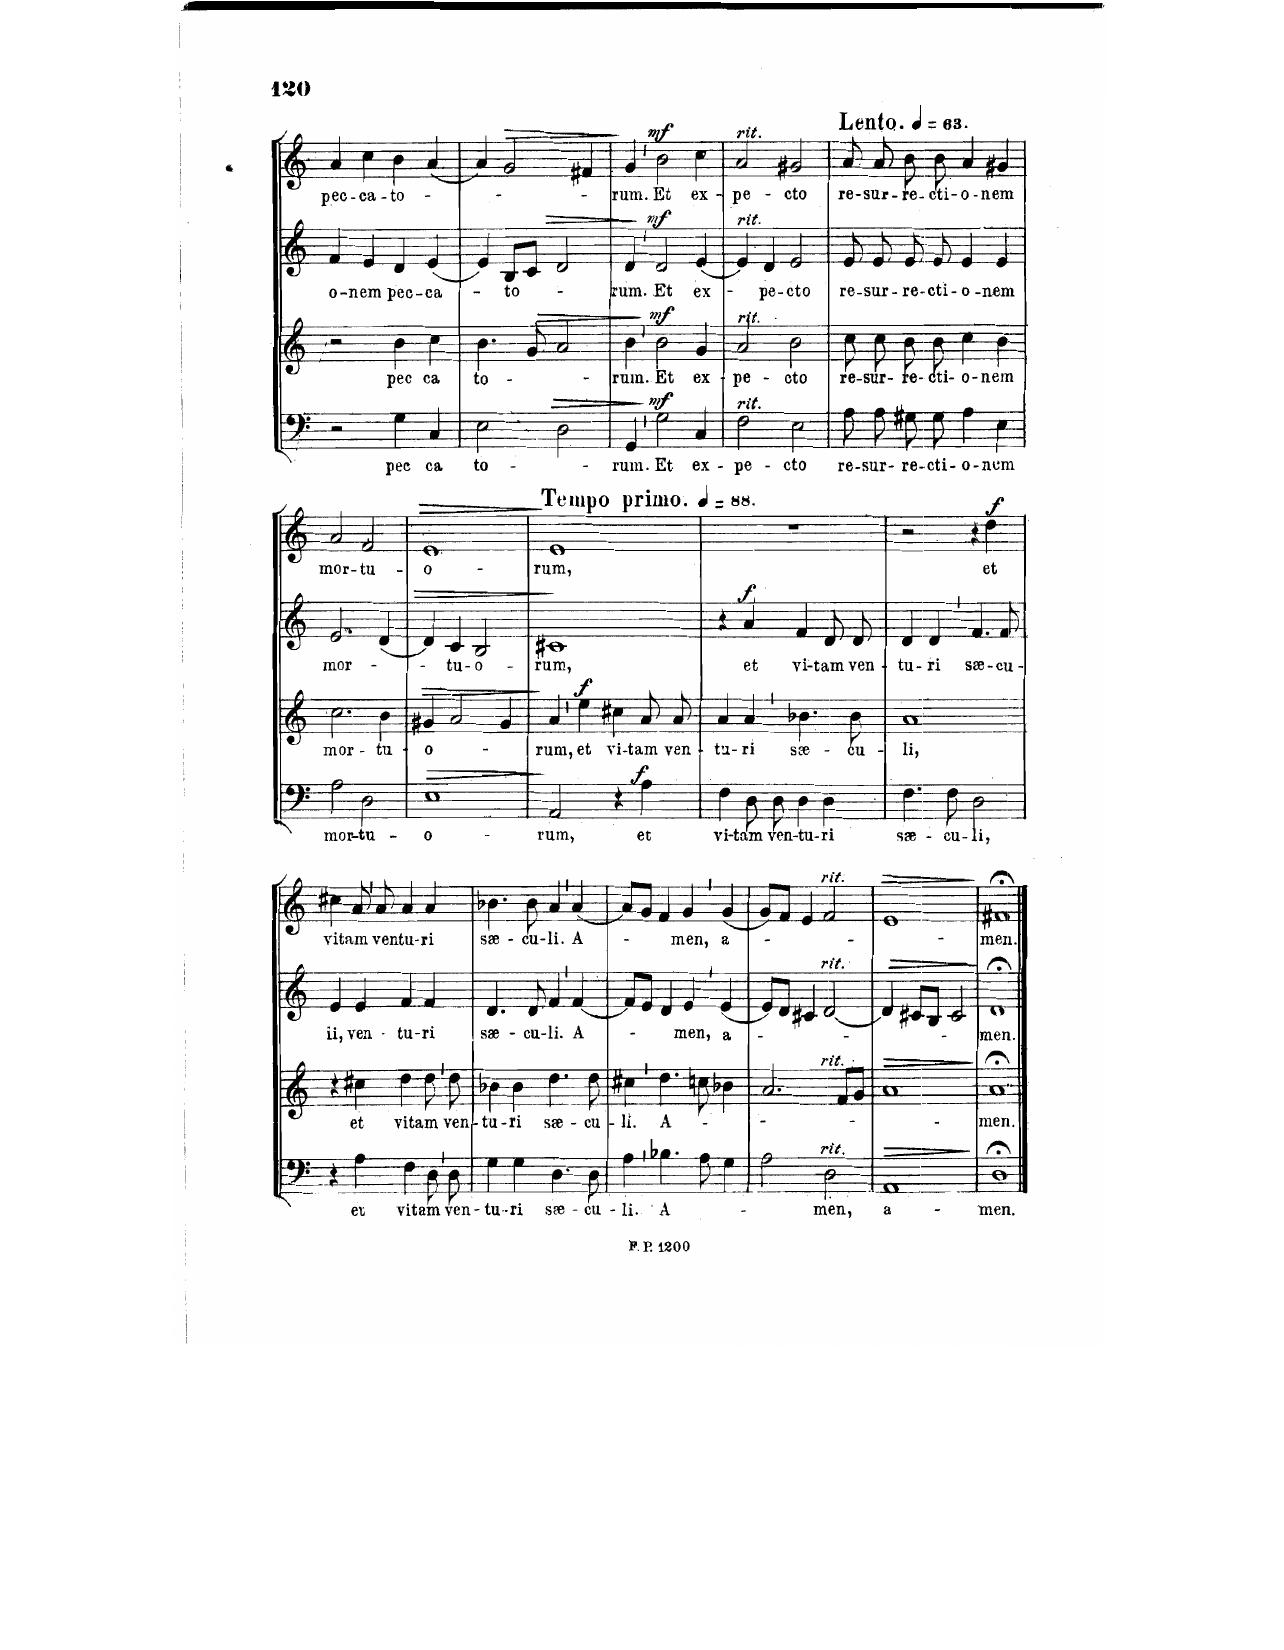 120
Lento. = 63.
mf rit.
pec-ca-to- - - -rum. Et ex-pe-cto re-sur-re-cti-o-nem
mf rit.
o-nem pec-ca - to - -rum. Et ex - pe-cto re-sur-re-cti-o-nem
mf rit.
pec ca to- - -rum. Et ex-pe-cto re-sur-re-cti-o-nem
mf rit.
pec ca to- - -rum. Et ex-pe-cto re-sur-re-cti-o-nem
Tempo primo. = 88.
f
mor-tu-o - rum, et
f
mor- - -tu-o-rum, et vi-tam ven-tu-ri sæ-cu-
f
mor-tu-o - rum, et vi-tam ven-tu-ri sæ-cu-li,
f
mor-tu-o - rum, et vi-tam ven-tu-ri sæ-cu-li,
rit.
vitam venturi sæ-cu-li. A - men, a- - - -men.
rit.
ii, ven-tu-ri sæ-cu-li. A - men, a- - - -men.
rit.
et vitam ven-tu-ri sæ-cu-li. A- - - - -men.
rit.
et vitam ven-tu-ri sæ-cu-li. A - men, a - men.
F. P. 1200